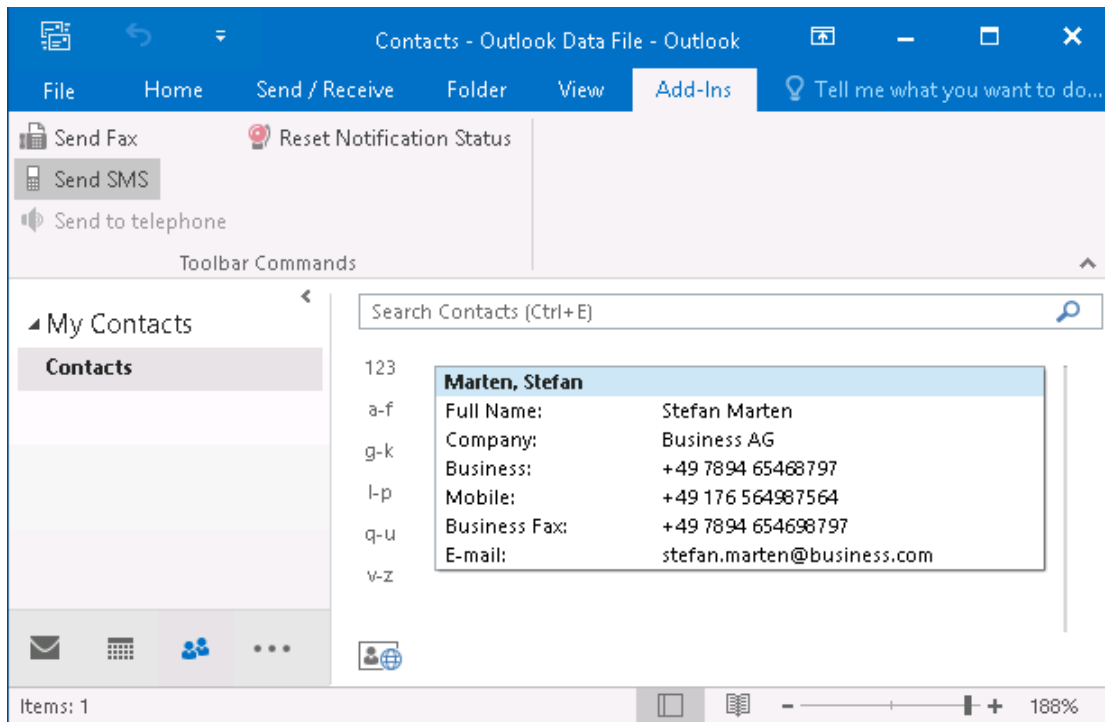 Contacts - Outlook Data File - Outlook
File Home Send / Receive Folder View Add-Ins Tell me what you want to do...
Send Fax Reset Notification Status
Send SMS
Send to telephone
Toolbar Commands
My Contacts
Contacts
Search Contacts (Ctrl+E)
123
a-f
g-k
l-p
q-u
v-z
Marten, Stefan
Full Name: Stefan Marten
Company: Business AG
Business: +49 7894 65468797
Mobile: +49 176 564987564
Business Fax: +49 7894 654698797
E-mail: stefan.marten@business.com
Items: 1 188%